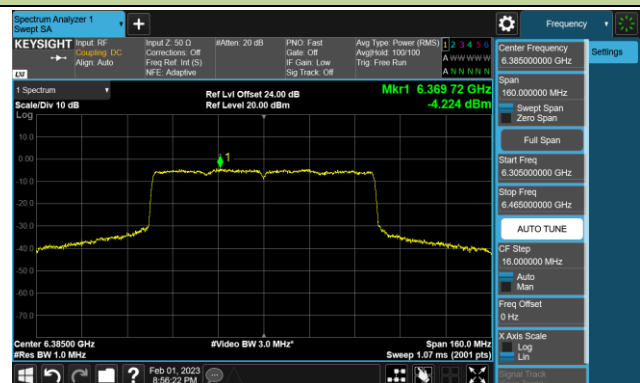 Spectrum Analyzer 1
Swept SA
Frequency
KEYSIGHT
Input: RF
Coupling: DC
Align: Auto
Input Z: 50 Ω
Corrections: Off
Freq Ref: Int (S)
NFE: Adaptive
#Atten: 20 dB
PNO: Fast
Gate: Off
IF Gain: Low
Sig Track: Off
Avg Type: Power (RMS)
Avg|Hold: 100/100
Trig: Free Run
1 2 3 4 5 6
A W W W W W
A N N N N N
LXI
1 Spectrum
Scale/Div 10 dB
Log
Ref Lvl Offset 24.00 dB
Ref Level 20.00 dBm
Mkr1 6.369 72 GHz
-4.224 dBm
10.0
0.00
-10.0
-20.0
-30.0
-40.0
-50.0
-60.0
-70.0
1
Center 6.38500 GHz
#Res BW 1.0 MHz
#Video BW 3.0 MHz*
Span 160.0 MHz
Sweep 1.07 ms (2001 pts)
Feb 01, 2023
8:56:22 PM
Center Frequency
6.385000000 GHz
Settings
Span
160.000000 MHz
Swept Span
Zero Span
Full Span
Start Freq
6.305000000 GHz
Stop Freq
6.465000000 GHz
AUTO TUNE
CF Step
16.000000 MHz
Auto
Man
Freq Offset
0 Hz
X Axis Scale
Log
Lin
Signal Track